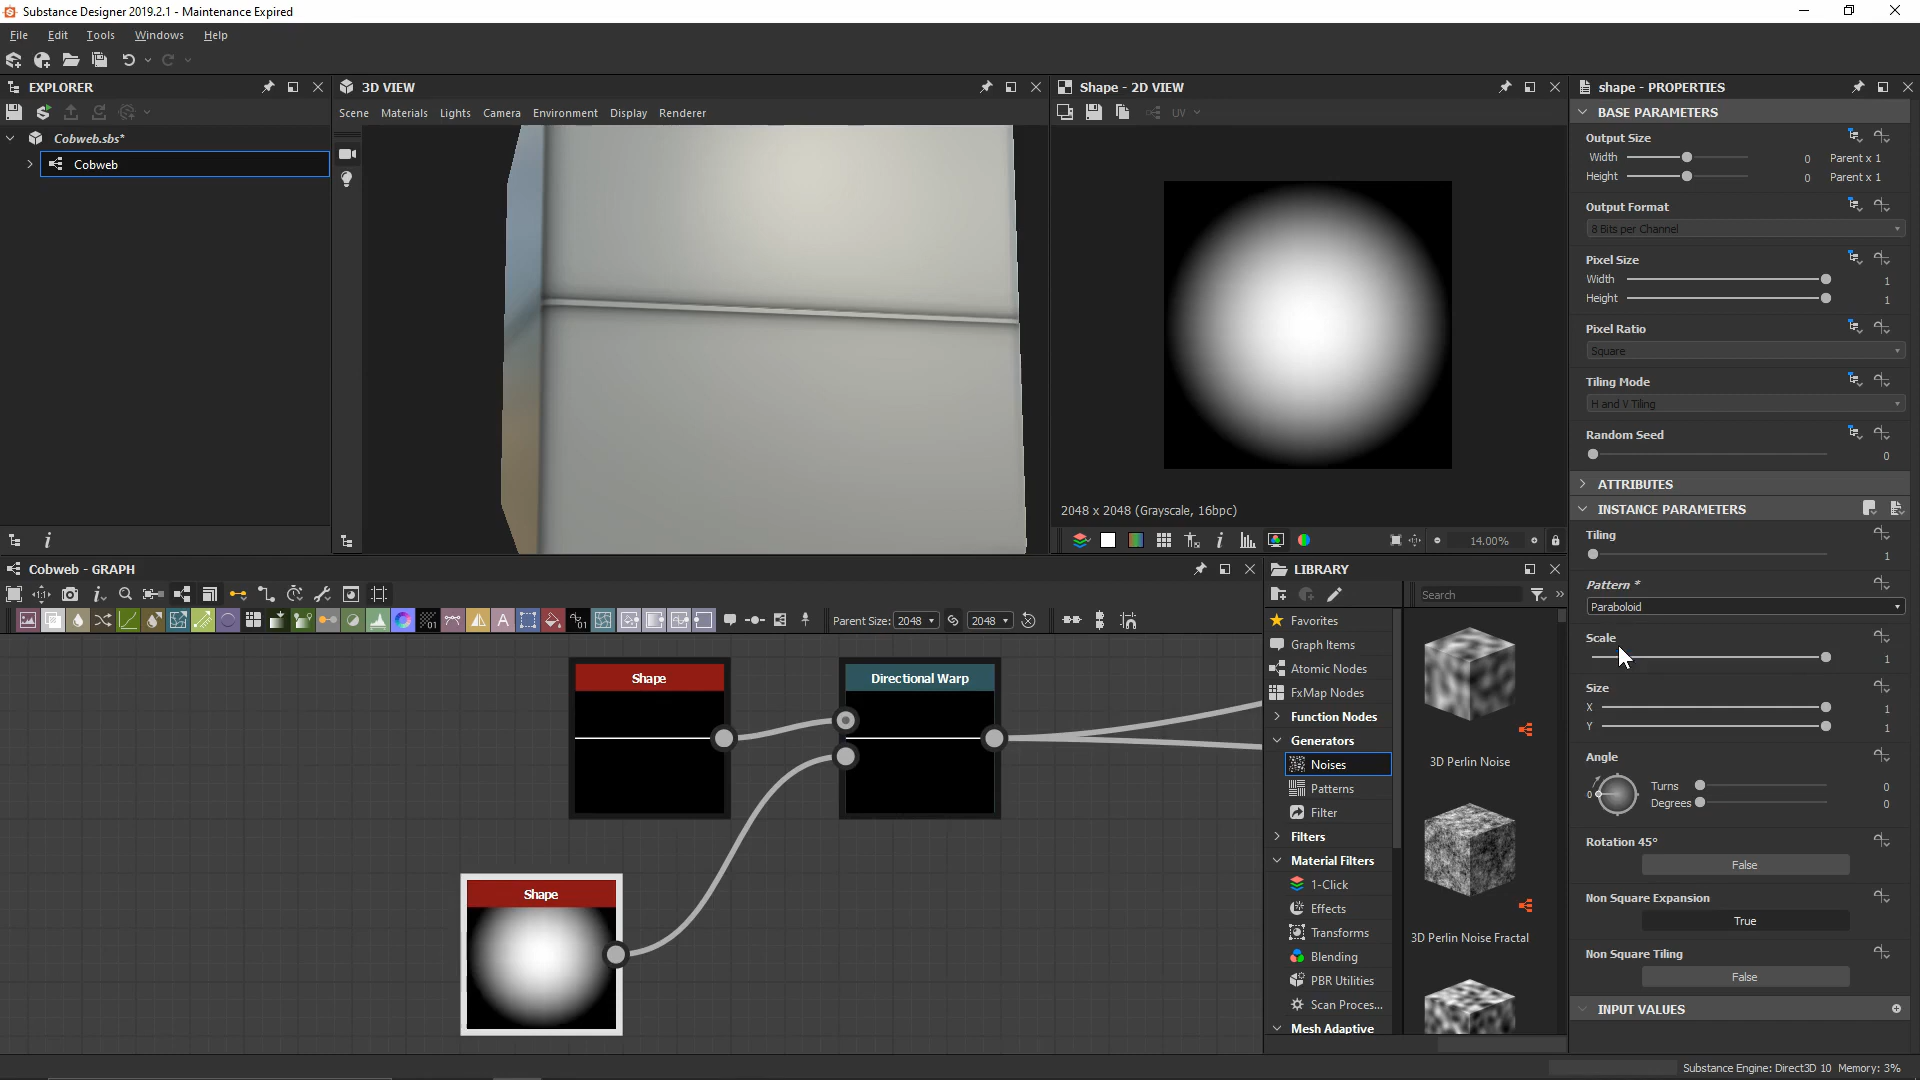 Substance Designer 2019.2.1 - Maintenance Expired
File Edit Tools Windows Help
EXPLORER
Cobweb.sbs*
Cobweb
3D VIEW
Scene Materials Lights Camera Environment Display Renderer
Shape - 2D VIEW
UV
2048 x 2048 (Grayscale, 16bpc)
14.00%
shape - PROPERTIES
BASE PARAMETERS
Output Size
Width 0 Parent x 1
Height 0 Parent x 1
Output Format
8 Bits per Channel
Pixel Size
Width 1
Height 1
Pixel Ratio
Square
Tiling Mode
H and V Tiling
Random Seed
0
ATTRIBUTES
INSTANCE PARAMETERS
Tiling
1
Pattern *
Paraboloid
Scale
1
Size
X 1
Y 1
Angle
0 Turns 0
Degrees 0
Rotation 45°
False
Non Square Expansion
True
Non Square Tiling
False
INPUT VALUES
Cobweb - GRAPH
Parent Size: 2048 2048
Shape
Directional Warp
Shape
LIBRARY
Search
Favorites
Graph Items
Atomic Nodes
FxMap Nodes
Function Nodes
Generators
Noises
Patterns
Filter
Filters
Material Filters
1-Click
Effects
Transforms
Blending
PBR Utilities
Scan Proces...
Mesh Adaptive
3D Perlin Noise
3D Perlin Noise Fractal
Substance Engine: Direct3D 10 Memory: 3%